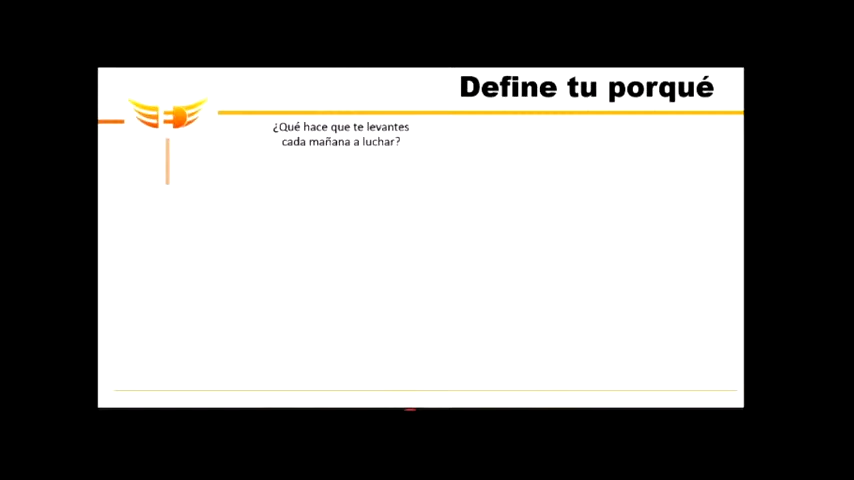 Define tu porqué
¿Qué hace que te levantes
cada mañana a luchar?